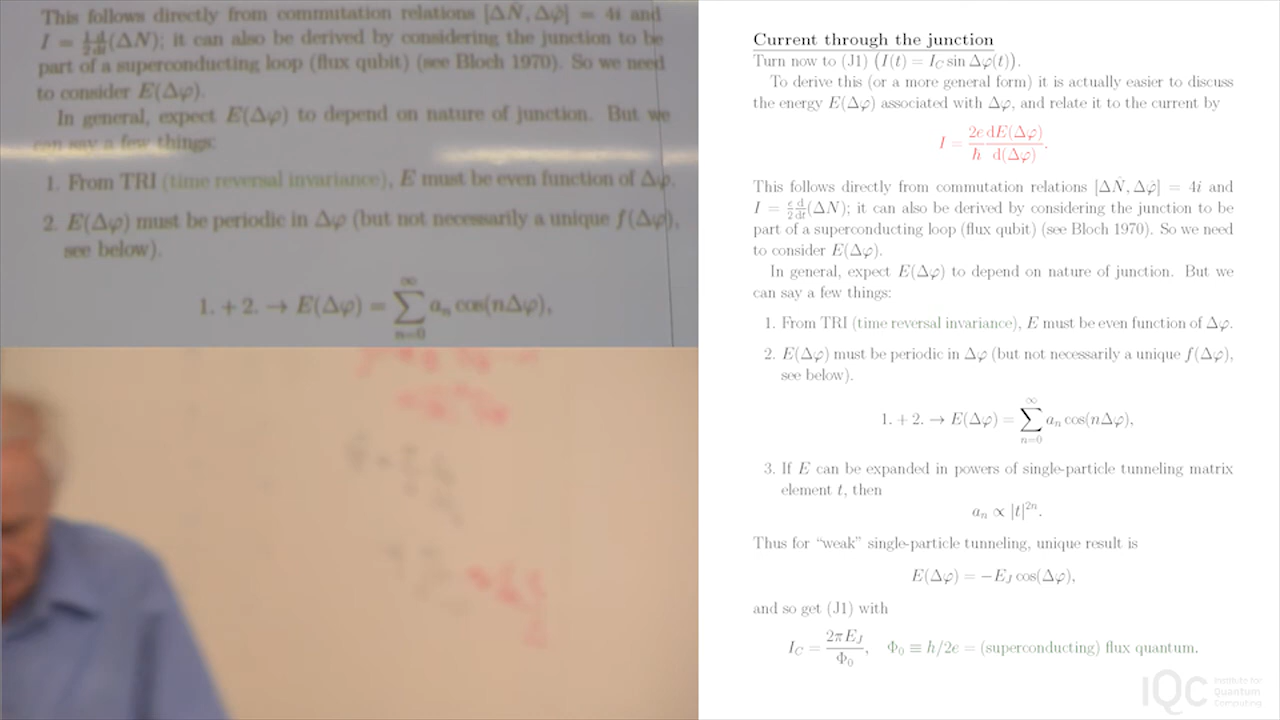 This follows directly from commutation relations [ΔN̂, Δφ̂] = 4i and
I = e/2 d/dt (ΔN); it can also be derived by considering the junction to be
part of a superconducting loop (flux qubit) (see Bloch 1970). So we need
to consider E(Δφ).
In general, expect E(Δφ) to depend on nature of junction. But we
can say a few things:
1. From TRI (time reversal invariance), E must be even function of Δφ.
2. E(Δφ) must be periodic in Δφ (but not necessarily a unique f(Δφ),
see below).
1. + 2. → E(Δφ) = ∑_{n=0}^{∞} a_n cos(nΔφ),
Current through the junction
Turn now to (J1) (I(t) = I_C sin Δφ(t)).
To derive this (or a more general form) it is actually easier to discuss
the energy E(Δφ) associated with Δφ, and relate it to the current by
I = 2e/h dE(Δφ)/d(Δφ).
This follows directly from commutation relations [ΔN̂, Δφ̂] = 4i and
I = e/2 d/dt (ΔN); it can also be derived by considering the junction to be
part of a superconducting loop (flux qubit) (see Bloch 1970). So we need
to consider E(Δφ).
In general, expect E(Δφ) to depend on nature of junction. But we
can say a few things:
1. From TRI (time reversal invariance), E must be even function of Δφ.
2. E(Δφ) must be periodic in Δφ (but not necessarily a unique f(Δφ),
see below).
1. + 2. → E(Δφ) = ∑_{n=0}^{∞} a_n cos(nΔφ),
3. If E can be expanded in powers of single-particle tunneling matrix
element t, then
a_n ∝ |t|^{2n}.
Thus for “weak” single-particle tunneling, unique result is
E(Δφ) = −E_J cos(Δφ),
and so get (J1) with
I_C = 2πE_J/Φ_0, Φ_0 ≡ h/2e = (superconducting) flux quantum.
IQC Institute for
Quantum
Computing